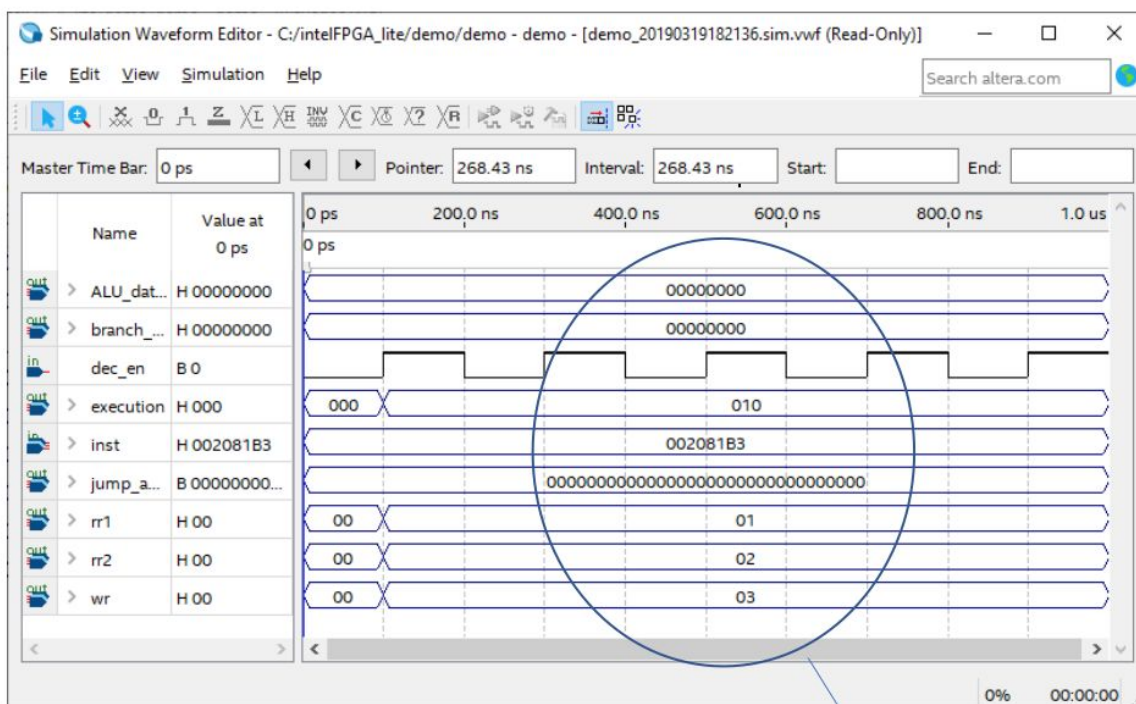 Simulation Waveform Editor - C:/intelFPGA_lite/demo/demo - demo - [demo_20190319182136.sim.vwf (Read-Only)]
File Edit View Simulation Help Search altera.com
Master Time Bar: 0 ps Pointer: 268.43 ns Interval: 268.43 ns Start: End:
Name Value at 0 ps 0 ps 200.0 ns 400.0 ns 600.0 ns 800.0 ns 1.0 us
0 ps
ALU_dat... H 00000000 00000000
branch_... H 00000000 00000000
dec_en B 0
execution H 000 000 010
inst H 002081B3 002081B3
jump_a... B 00000000... 00000000000000000000000000000000
rr1 H 00 00 01
rr2 H 00 00 02
wr H 00 00 03
0% 00:00:00